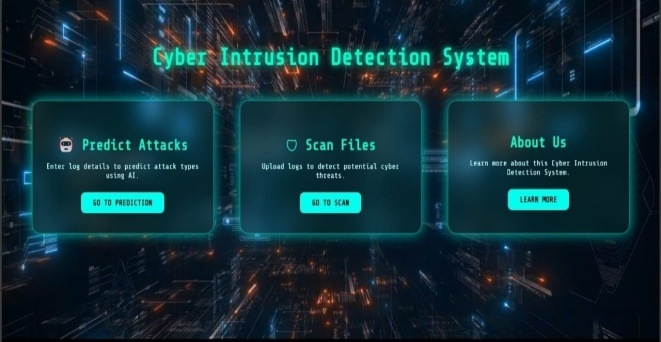 Cyber Intrusion Detection System
Predict Attacks
Enter log details to predict attack types
using AI.
GO TO PREDICTION
Scan Files
Upload logs to detect potential cyber
threats.
GO TO SCAN
About Us
Learn more about this Cyber Intrusion
Detection System.
LEARN MORE